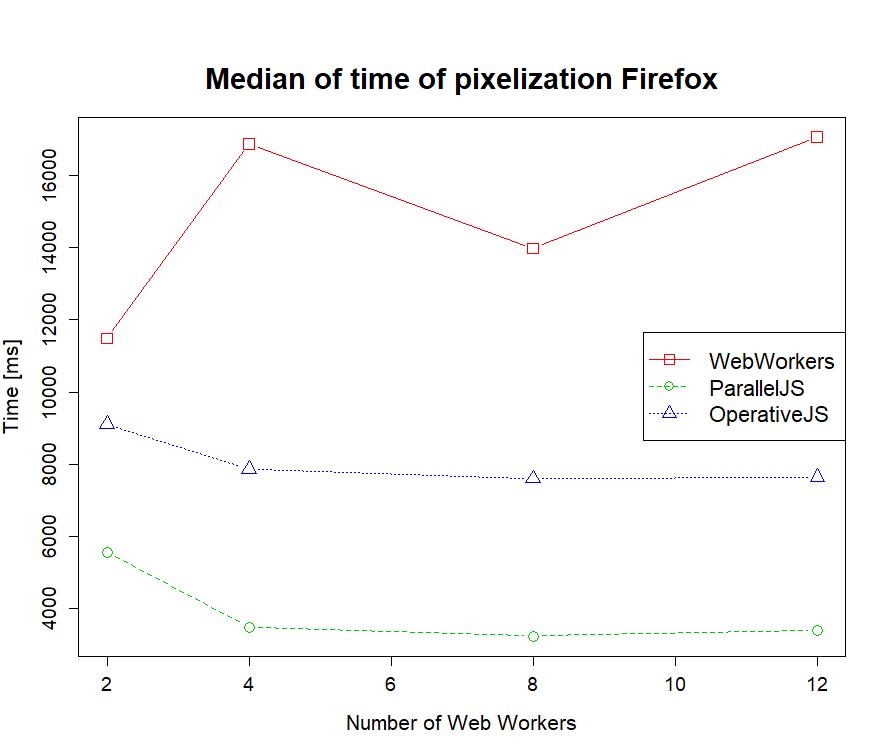 Median of time of pixelization Firefox
Time [ms]
16000
14000
12000
10000
8000
6000
4000
WebWorkers
ParallelJS
OperativeJS
2 4 6 8 10 12
Number of Web Workers